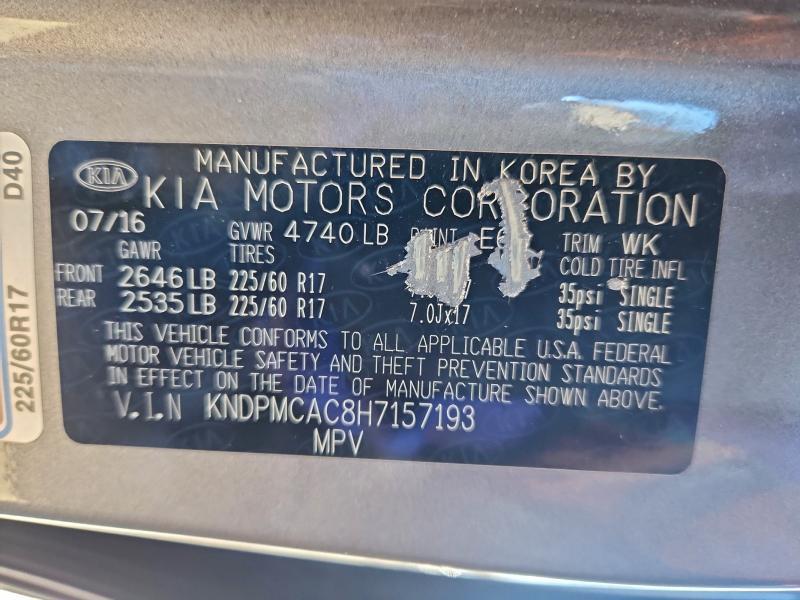 MANUFACTURED IN KOREA BY
KIA
KIA MOTORS CORPORATION
07/16 GVWR 4740 LB TRIM WK
GAWR TIRES COLD TIRE INFL
FRONT 2646 LB 225/60 R17 35psi SINGLE
REAR 2535 LB 225/60 R17 7.0Jx17 35psi SINGLE
THIS VEHICLE CONFORMS TO ALL APPLICABLE U.S.A. FEDERAL
MOTOR VEHICLE SAFETY AND THEFT PREVENTION STANDARDS
IN EFFECT ON THE DATE OF MANUFACTURE SHOWN ABOVE.
V.I.N KNDPMCAC8H7157193
MPV
225/60R17 D40